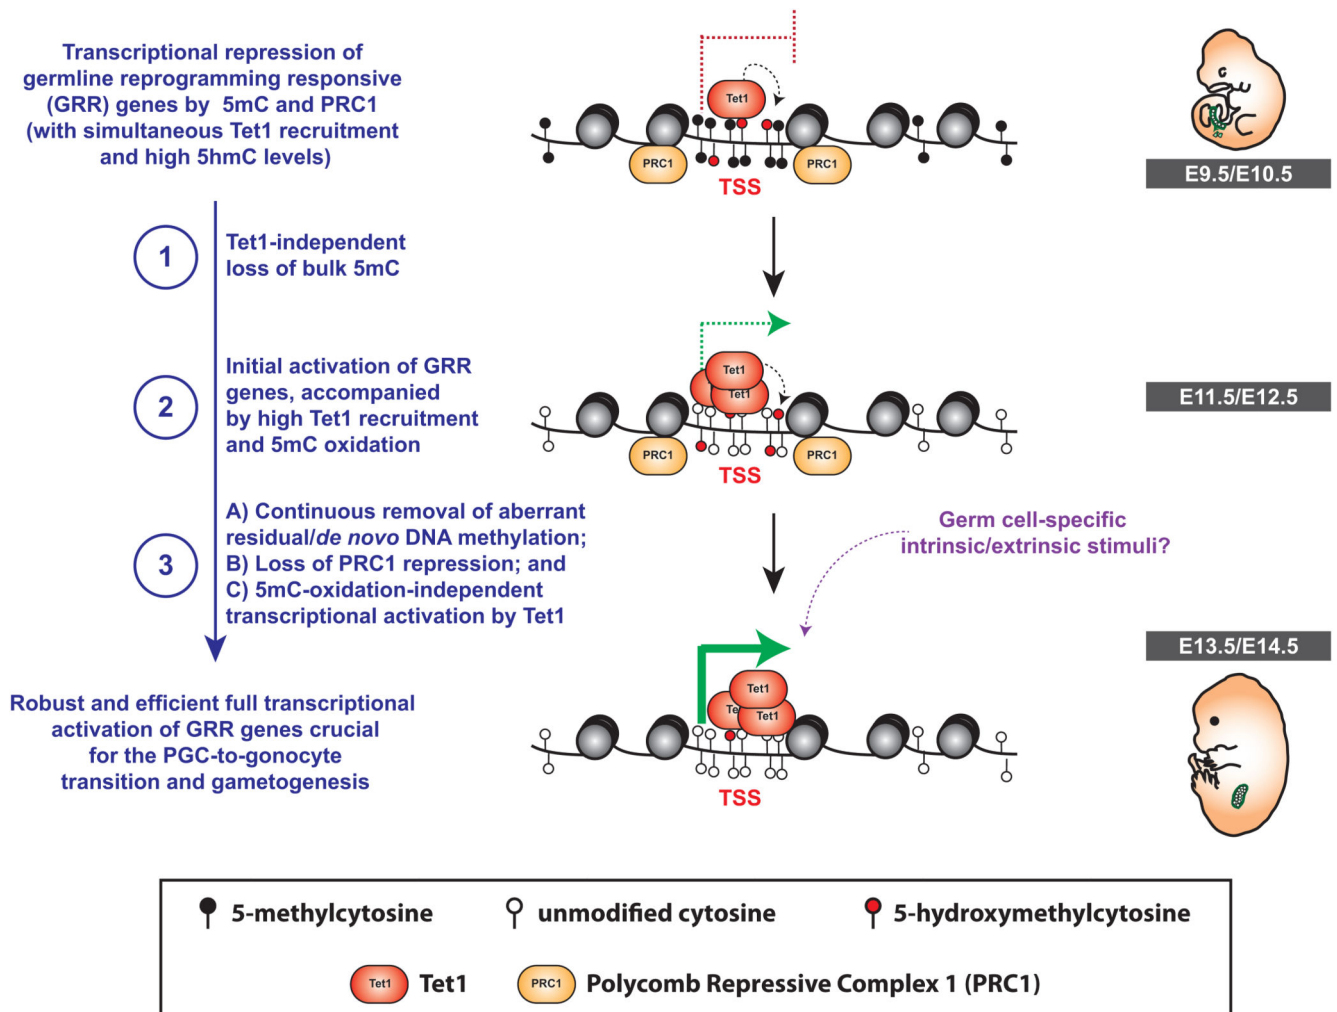 Transcriptional repression of
germline reprogramming responsive
(GRR) genes by 5mC and PRC1
(with simultaneous Tet1 recruitment
and high 5hmC levels)
Tet1
PRC1
PRC1
TSS
E9.5/E10.5
1
Tet1-independent
loss of bulk 5mC
2
Initial activation of GRR
genes, accompanied
by high Tet1 recruitment
and 5mC oxidation
Tet1
Tet1
PRC1
PRC1
TSS
E11.5/E12.5
3
A) Continuous removal of aberrant
residual/de novo DNA methylation;
B) Loss of PRC1 repression; and
C) 5mC-oxidation-independent
transcriptional activation by Tet1
Germ cell-specific
intrinsic/extrinsic stimuli?
E13.5/E14.5
Robust and efficient full transcriptional
activation of GRR genes crucial
for the PGC-to-gonocyte
transition and gametogenesis
Tet1
Te
Tet1
TSS
5-methylcytosine
unmodified cytosine
5-hydroxymethylcytosine
Tet1
Tet1
PRC1
Polycomb Repressive Complex 1 (PRC1)